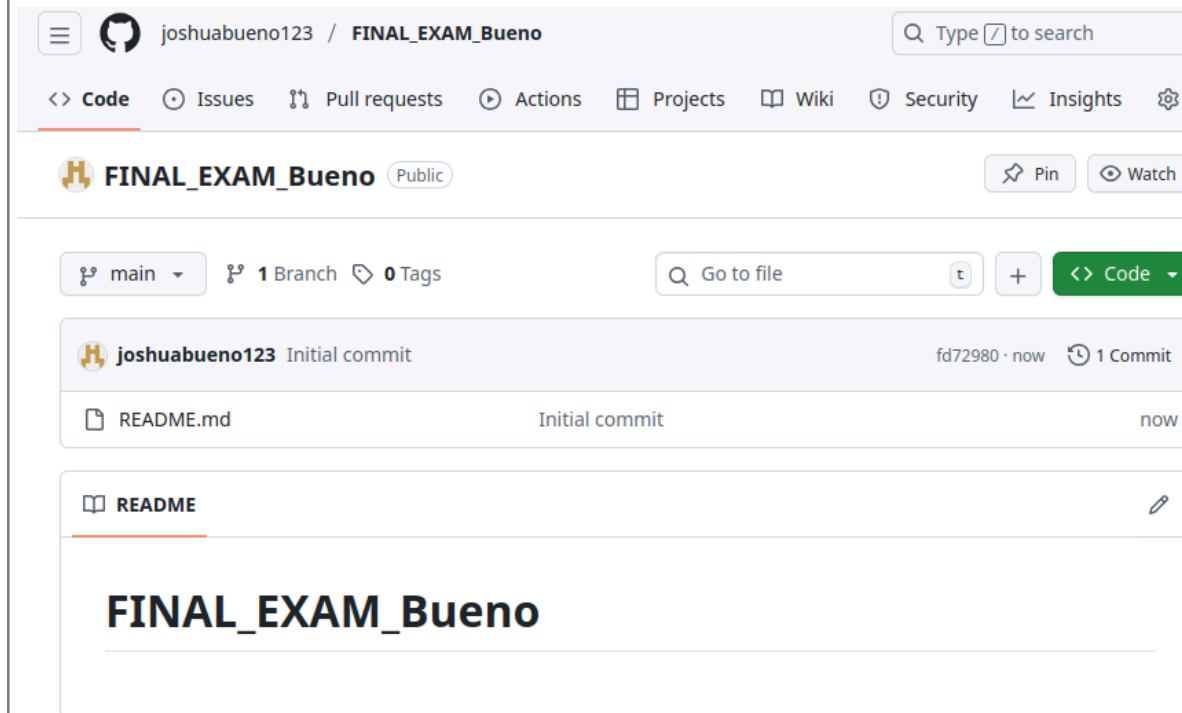 joshuabueno123 / FINAL_EXAM_Bueno Type / to search
Code Issues Pull requests Actions Projects Wiki Security Insights
FINAL_EXAM_Bueno Public Pin Watch
main 1 Branch 0 Tags Go to file t + Code
joshuabueno123 Initial commit fd72980 · now 1 Commit
README.md Initial commit now
README
FINAL_EXAM_Bueno